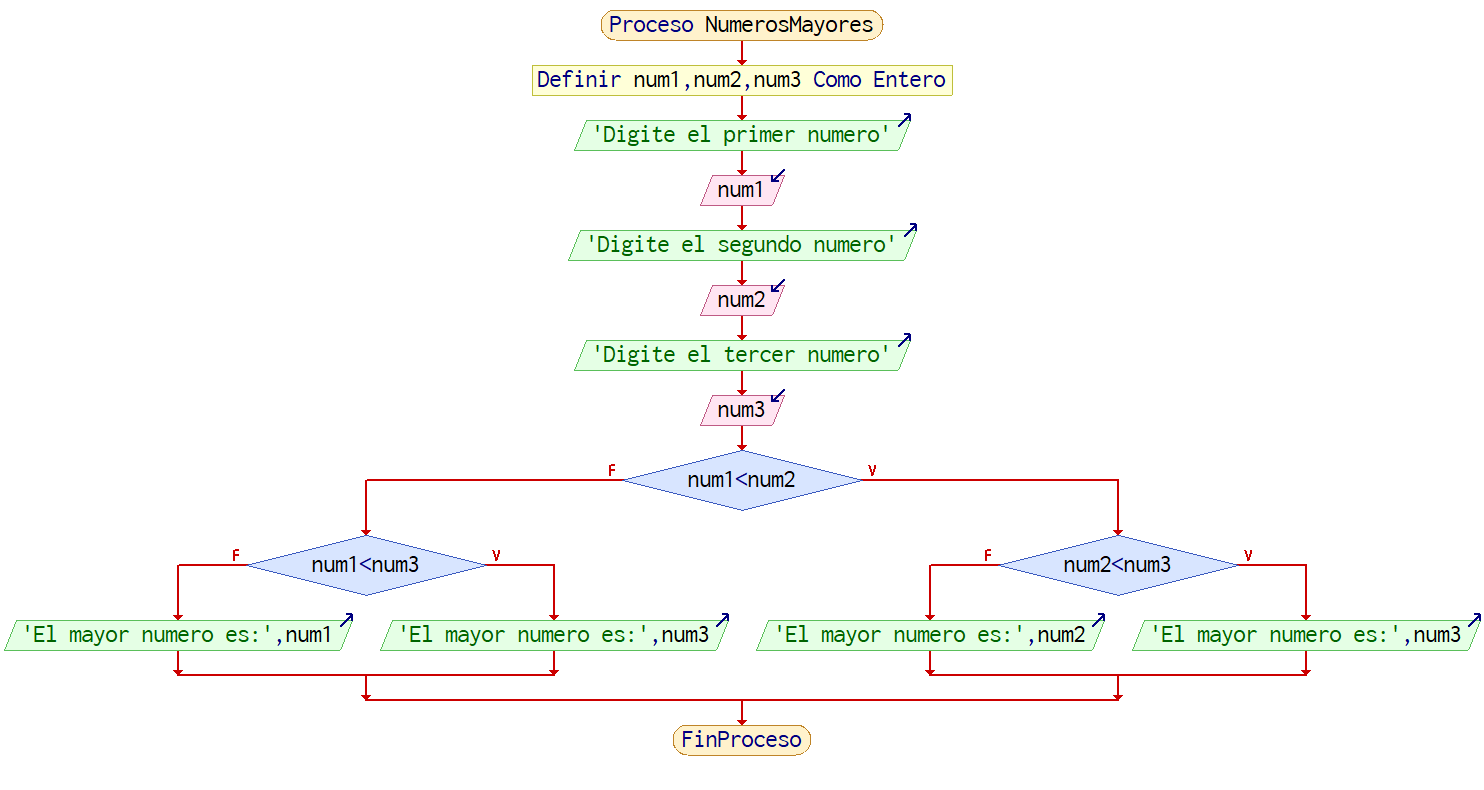 Proceso NumerosMayores
Definir num1,num2,num3 Como Entero
'Digite el primer numero'
num1
'Digite el segundo numero'
num2
'Digite el tercer numero'
num3
F
num1<num2
V
F
num1<num3
V
F
num2<num3
V
'El mayor numero es:',num1
'El mayor numero es:',num3
'El mayor numero es:',num2
'El mayor numero es:',num3
FinProceso